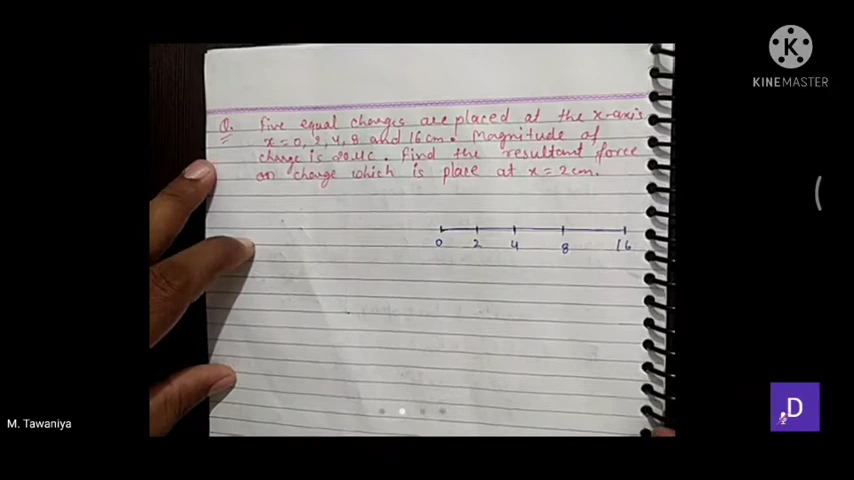 K
KINEMASTER
Q. Five equal charges are placed at the x-axis
x = 0, 2, 4, 8 and 16 cm. Magnitude of
charge is 20 µC. Find the resultant force
on charge which is place at x = 2 cm.
0 2 4 8 16
M. Tawaniya
D